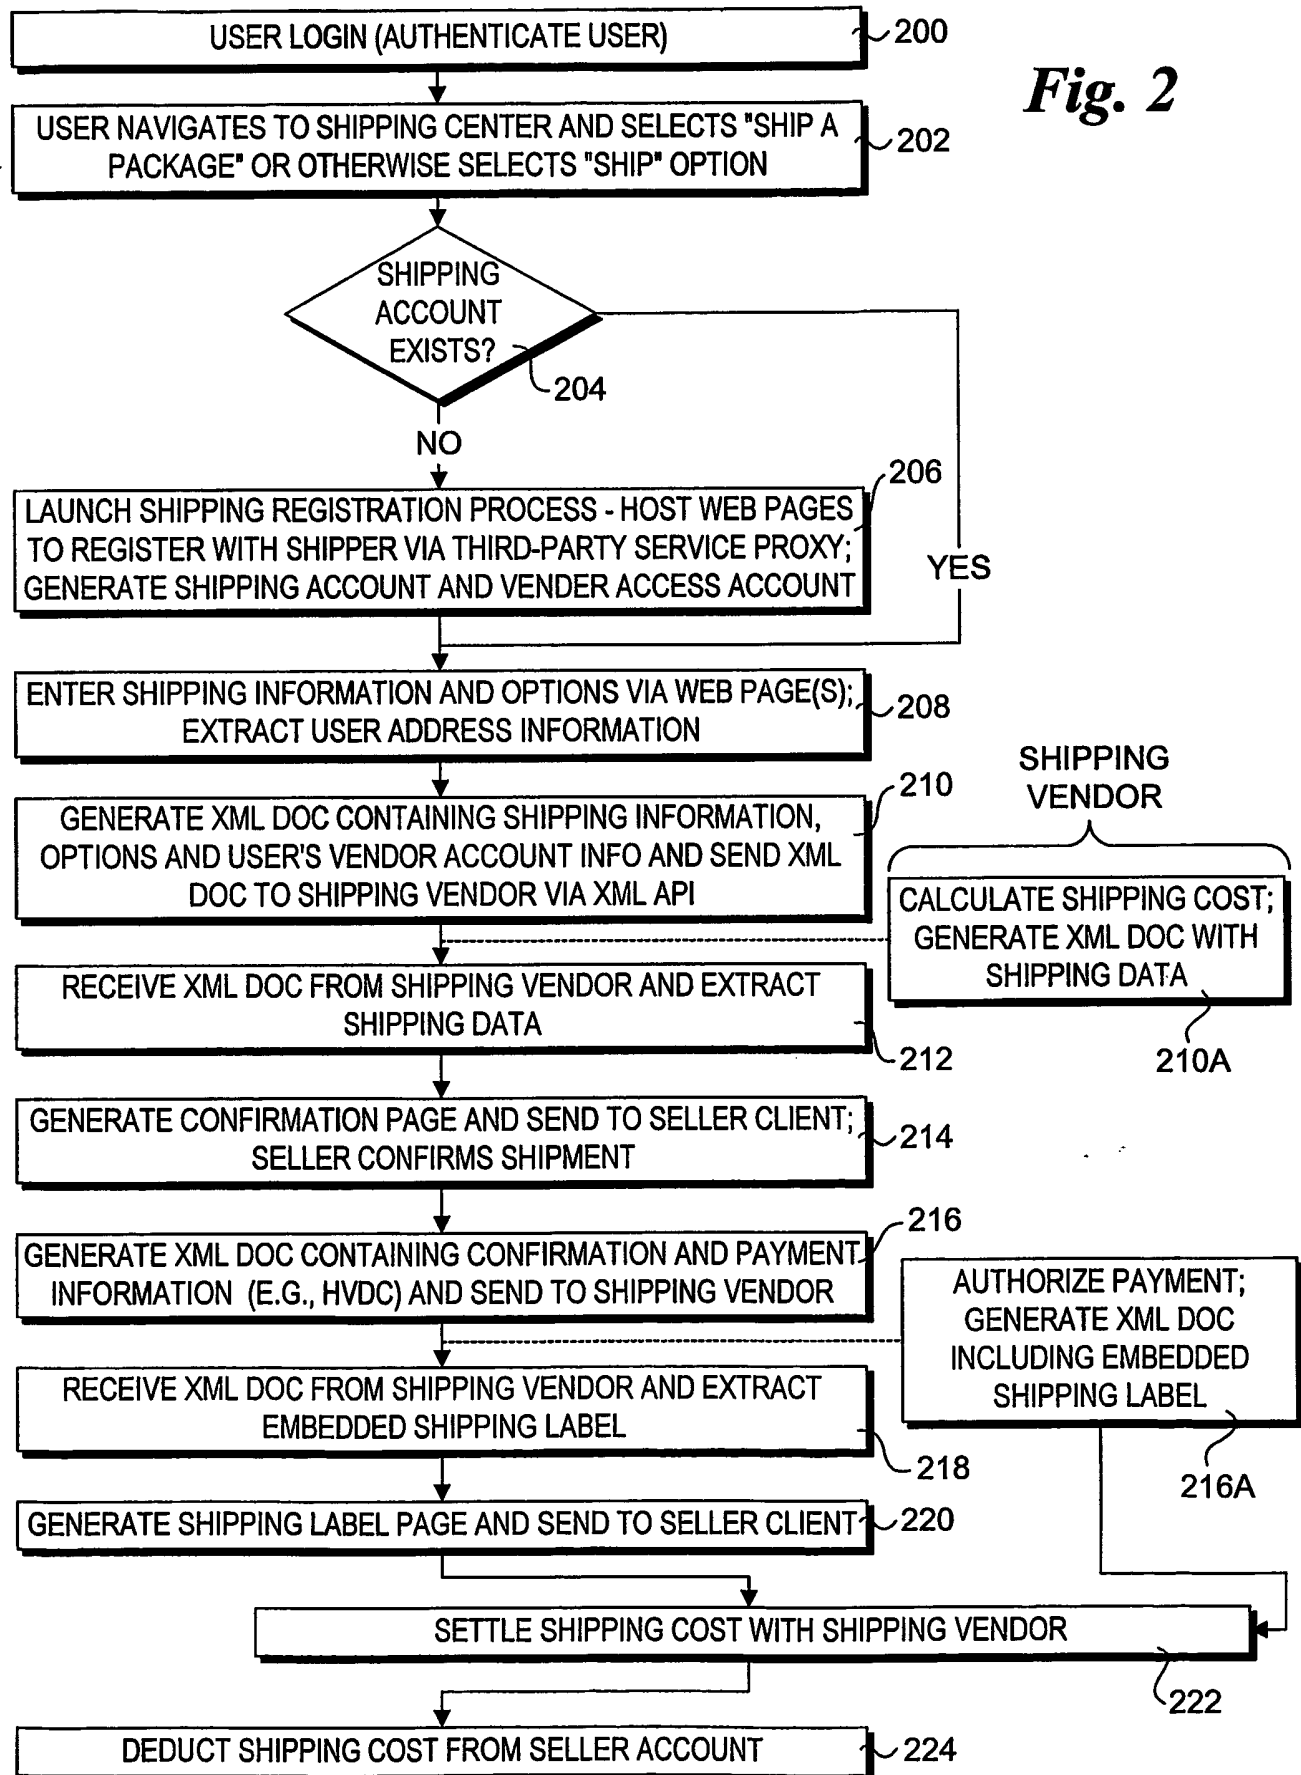 USER LOGIN (AUTHENTICATE USER)
200
Fig. 2
USER NAVIGATES TO SHIPPING CENTER AND SELECTS "SHIP A
PACKAGE" OR OTHERWISE SELECTS "SHIP" OPTION
202
SHIPPING
ACCOUNT
EXISTS?
204
NO
YES
206
LAUNCH SHIPPING REGISTRATION PROCESS - HOST WEB PAGES
TO REGISTER WITH SHIPPER VIA THIRD-PARTY SERVICE PROXY;
GENERATE SHIPPING ACCOUNT AND VENDER ACCESS ACCOUNT
ENTER SHIPPING INFORMATION AND OPTIONS VIA WEB PAGE(S);
EXTRACT USER ADDRESS INFORMATION
208
210
GENERATE XML DOC CONTAINING SHIPPING INFORMATION,
OPTIONS AND USER'S VENDOR ACCOUNT INFO AND SEND XML
DOC TO SHIPPING VENDOR VIA XML API
SHIPPING
VENDOR
CALCULATE SHIPPING COST;
GENERATE XML DOC WITH
SHIPPING DATA
210A
RECEIVE XML DOC FROM SHIPPING VENDOR AND EXTRACT
SHIPPING DATA
212
GENERATE CONFIRMATION PAGE AND SEND TO SELLER CLIENT;
SELLER CONFIRMS SHIPMENT
214
216
GENERATE XML DOC CONTAINING CONFIRMATION AND PAYMENT
INFORMATION (E.G., HVDC) AND SEND TO SHIPPING VENDOR
AUTHORIZE PAYMENT;
GENERATE XML DOC
INCLUDING EMBEDDED
SHIPPING LABEL
216A
RECEIVE XML DOC FROM SHIPPING VENDOR AND EXTRACT
EMBEDDED SHIPPING LABEL
218
GENERATE SHIPPING LABEL PAGE AND SEND TO SELLER CLIENT
220
SETTLE SHIPPING COST WITH SHIPPING VENDOR
222
DEDUCT SHIPPING COST FROM SELLER ACCOUNT
224